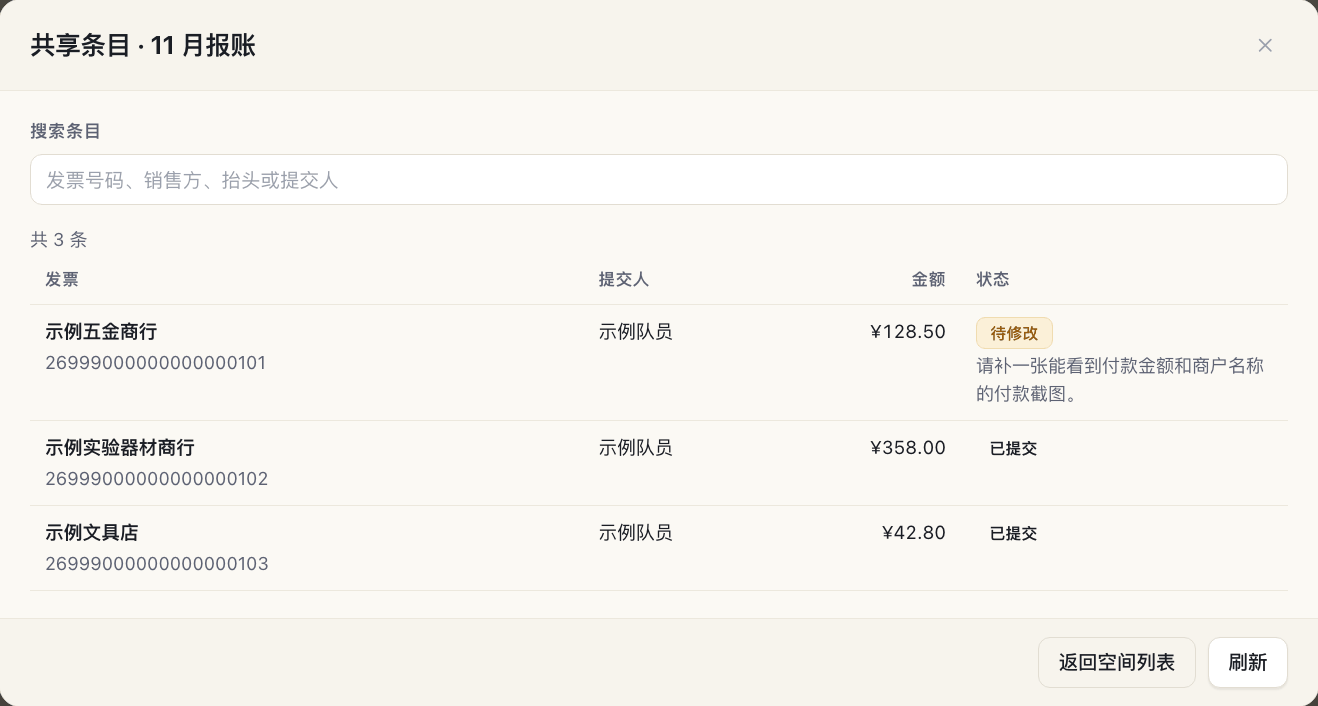 共享条目 · 11 月报账
搜索条目
发票号码、销售方、抬头或提交人
共 3 条
发票 提交人 金额 状态
示例五金商行 示例队员 ¥128.50 待修改
26999000000000000101
请补一张能看到付款金额和商户名称
的付款截图。
示例实验器材商行 示例队员 ¥358.00 已提交
26999000000000000102
示例文具店 示例队员 ¥42.80 已提交
26999000000000000103
返回空间列表 刷新